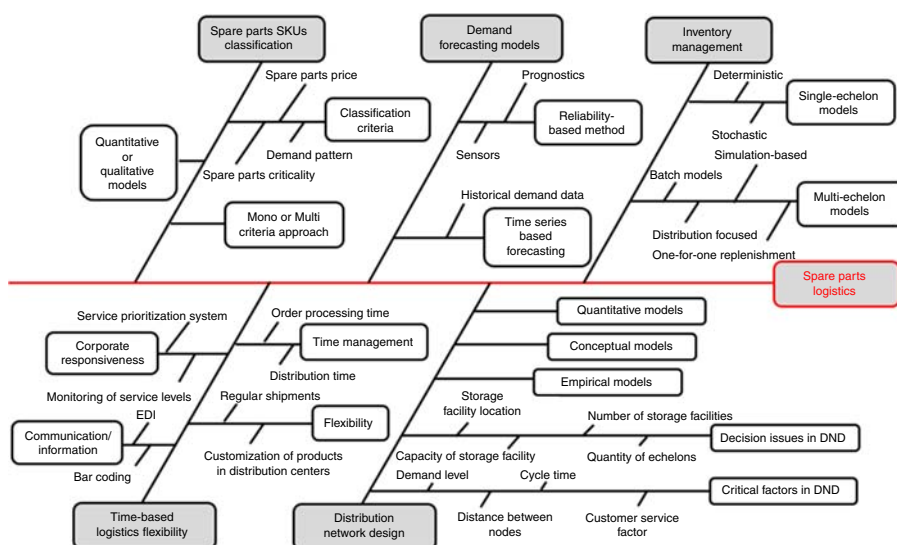 Spare parts SKUs
classification
Demand
forecasting models
Inventory
management
Spare parts price
Classification
criteria
Demand pattern
Spare parts criticality
Quantitative
or
qualitative
models
Mono or Multi
criteria approach
Prognostics
Reliability-
based method
Sensors
Historical demand data
Time series
based forecasting
Deterministic
Single-echelon
models
Stochastic
Simulation-based
Batch models
Multi-echelon
models
Distribution focused
One-for-one replenishment
Spare parts
logistics
Service prioritization system
Corporate
responsiveness
Monitoring of service levels
EDI
Communication/
information
Bar coding
Order processing time
Time management
Distribution time
Regular shipments
Flexibility
Customization of products
in distribution centers
Time-based
logistics flexibility
Quantitative models
Conceptual models
Empirical models
Storage
facility location
Number of storage facilities
Decision issues in DND
Capacity of storage facility
Quantity of echelons
Demand level
Cycle time
Critical factors in DND
Distance between
nodes
Customer service
factor
Distribution
network design